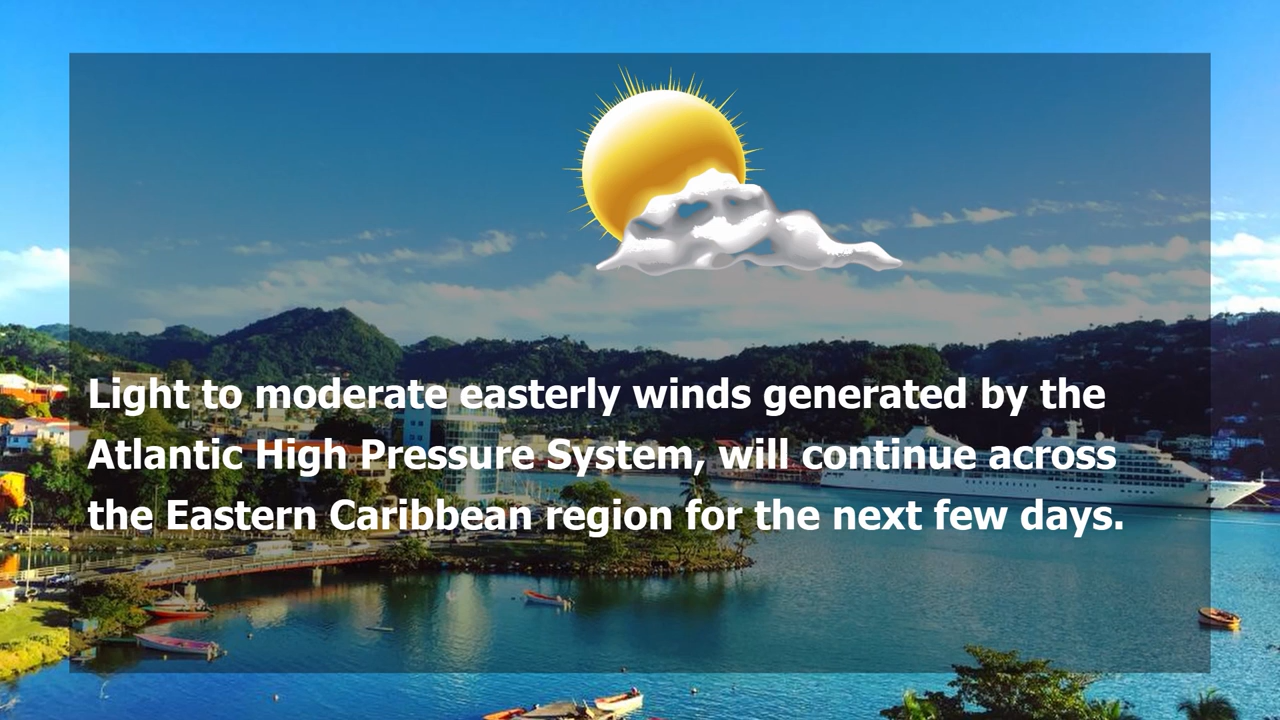 Light to moderate easterly winds generated by the
Atlantic High Pressure System, will continue across
the Eastern Caribbean region for the next few days.